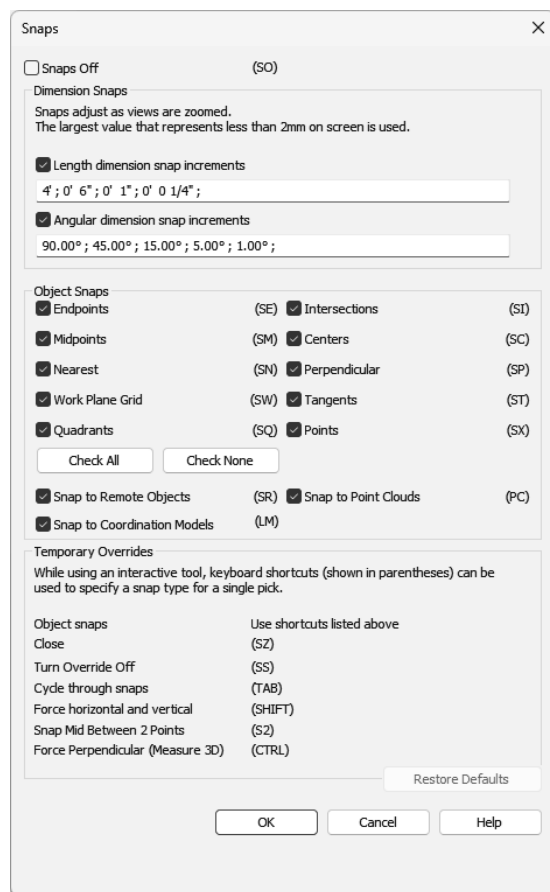 Snaps
Snaps Off (SO)
Dimension Snaps
Snaps adjust as views are zoomed.
The largest value that represents less than 2mm on screen is used.
Length dimension snap increments
4' ; 0' 6" ; 0' 1" ; 0' 0 1/4" ;
Angular dimension snap increments
90.00° ; 45.00° ; 15.00° ; 5.00° ; 1.00° ;
Object Snaps
Endpoints (SE) Intersections (SI)
Midpoints (SM) Centers (SC)
Nearest (SN) Perpendicular (SP)
Work Plane Grid (SW) Tangents (ST)
Quadrants (SQ) Points (SX)
Check All Check None
Snap to Remote Objects (SR) Snap to Point Clouds (PC)
Snap to Coordination Models (LM)
Temporary Overrides
While using an interactive tool, keyboard shortcuts (shown in parentheses) can be
used to specify a snap type for a single pick.
Object snaps Use shortcuts listed above
Close (SZ)
Turn Override Off (SS)
Cycle through snaps (TAB)
Force horizontal and vertical (SHIFT)
Snap Mid Between 2 Points (S2)
Force Perpendicular (Measure 3D) (CTRL)
Restore Defaults
OK Cancel Help